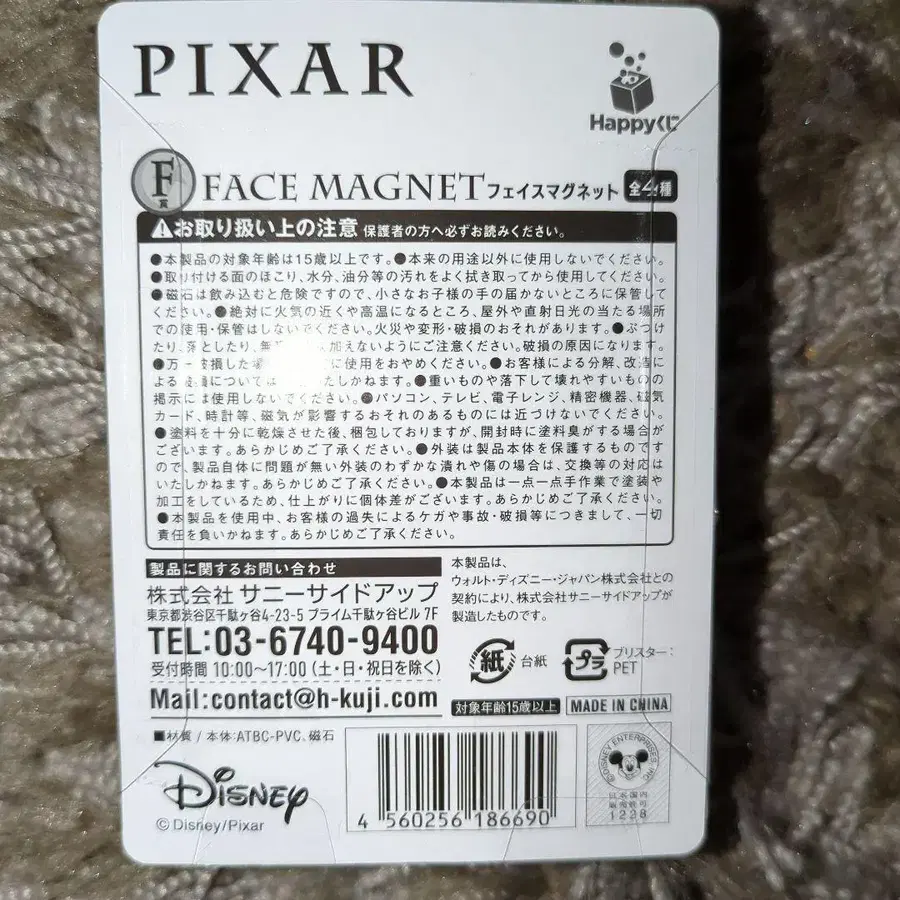 PIXAR
Happyくじ
F賞
FACE MAGNET フェイスマグネット 全4種
お取り扱い上の注意 保護者の方へ必ずお読みください。
●本製品の対象年齢は15歳以上です。●本来の用途以外に使用しないでください。
●取り付ける面のほこり、水分、油分等の汚れをよく拭き取ってから使用してください。
●磁石は飲み込むと危険ですので、小さなお子様の手の届かないところに保管して
ください。●絶対に火気の近くや高温になるところ、屋外や直射日光の当たる場所
での使用・保管はしないでください。火災や変形・破損のおそれがあります。●ぶつけ
たり、落としたり、無 加えないようにご注意ください。破損の原因になります。
●万一破損した場 に使用をおやめください。●お客様による分解、改造に
よる 損については たしかねます。●重いものや落下して壊れやすいものの
掲示には使用しないでください。●パソコン、テレビ、電子レンジ、精密機器、磁気
カード、時計等、磁気が影響するおそれのあるものには近づけないでください。
●塗料を十分に乾燥させた後、梱包しておりますが、開封時に塗料臭がする場合が
ございます。あらかじめご了承ください。●外装は製品本体を保護するものですの
で、製品自体に問題が無い外装のわずかな潰れや傷の場合は、交換等の対応は
いたしかねます。あらかじめご了承ください。●本製品は一点一点手作業で塗装や
加工をしているため、仕上がりに個体差がございます。あらかじめご了承ください。
●本製品を使用中、お客様の過失によるケガや事故・破損等につきまして、一切
責任を負いかねます。あらかじめご了承ください。
製品に関するお問い合わせ
株式会社 サニーサイドアップ
東京都渋谷区千駄ヶ谷4-23-5 プライム千駄ヶ谷ビル 7F
TEL:03-6740-9400
受付時間 10:00〜17:00(土・日・祝日を除く)
Mail:contact@h-kuji.com
本製品は、
ウォルト・ディズニー・ジャパン株式会社との
契約により、株式会社サニーサイドアップが
製造したものです。
紙 台紙
プラ ブリスター:
PET
対象年齢15歳以上
MADE IN CHINA
■材質 / 本体:ATBC-PVC、磁石
Disney
© Disney/Pixar
4 560256 186690
©DISNEY ENTERPRISES, INC.
日本国内
販売許可
1228